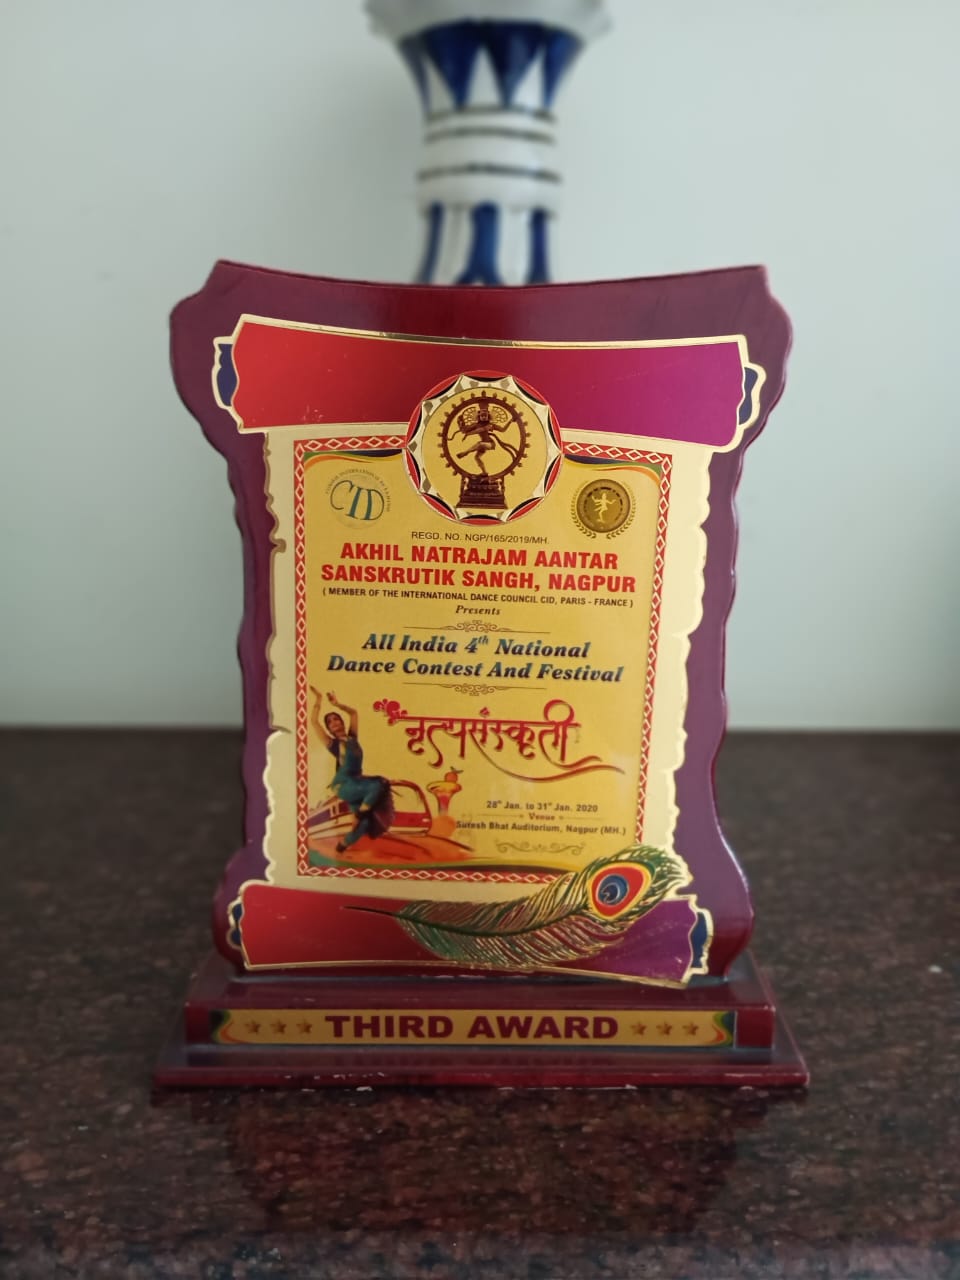 CID
REGD. NO. NGP/165/2019/MH.
AKHIL NATRAJAM AANTAR
SANSKRUTIK SANGH, NAGPUR
( MEMBER OF THE INTERNATIONAL DANCE COUNCIL CID, PARIS - FRANCE )
Presents
All India 4th National
Dance Contest And Festival
नृत्यसंस्कृती
28th Jan. to 31st Jan. 2020
Venue
Suresh Bhat Auditorium, Nagpur (MH.)
THIRD AWARD